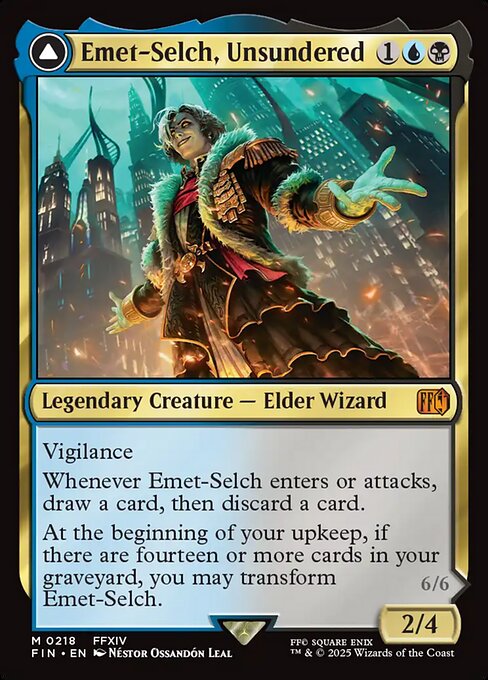 Emet-Selch, Unsundered 1
Legendary Creature — Elder Wizard
FFXIV
Vigilance
Whenever Emet-Selch enters or attacks,
draw a card, then discard a card.
At the beginning of your upkeep, if
there are fourteen or more cards in your
graveyard, you may transform
Emet-Selch.
6/6
2/4
M 0218 FFXIV
FIN • EN Néstor Ossandón Leal
FF© SQUARE ENIX
™ & © 2025 Wizards of the Coast